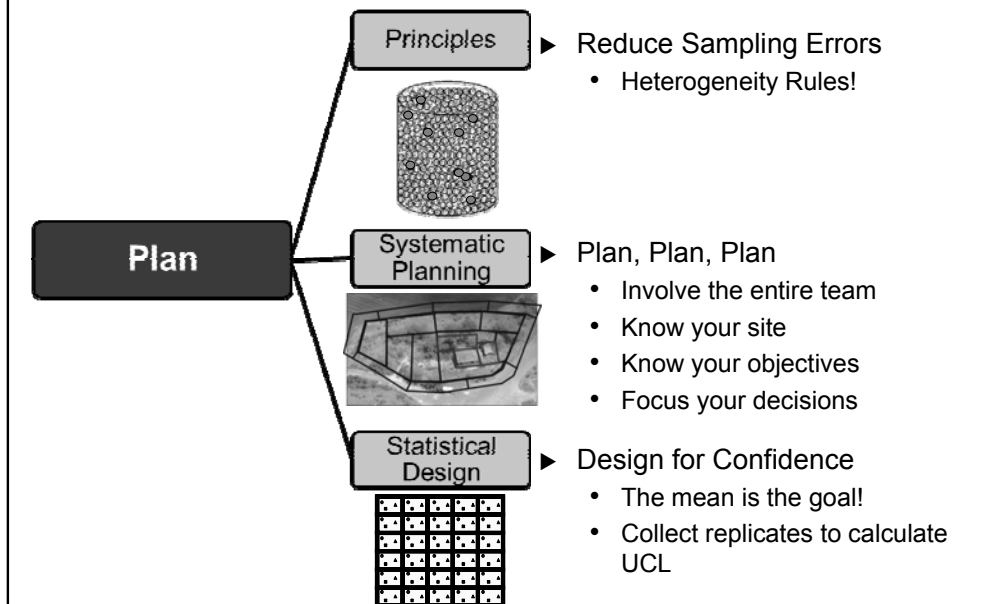 Plan
Principles
▶ Reduce Sampling Errors
• Heterogeneity Rules!
Systematic
Planning
▶ Plan, Plan, Plan
• Involve the entire team
• Know your site
• Know your objectives
• Focus your decisions
Statistical
Design
▶ Design for Confidence
• The mean is the goal!
• Collect replicates to calculate
UCL